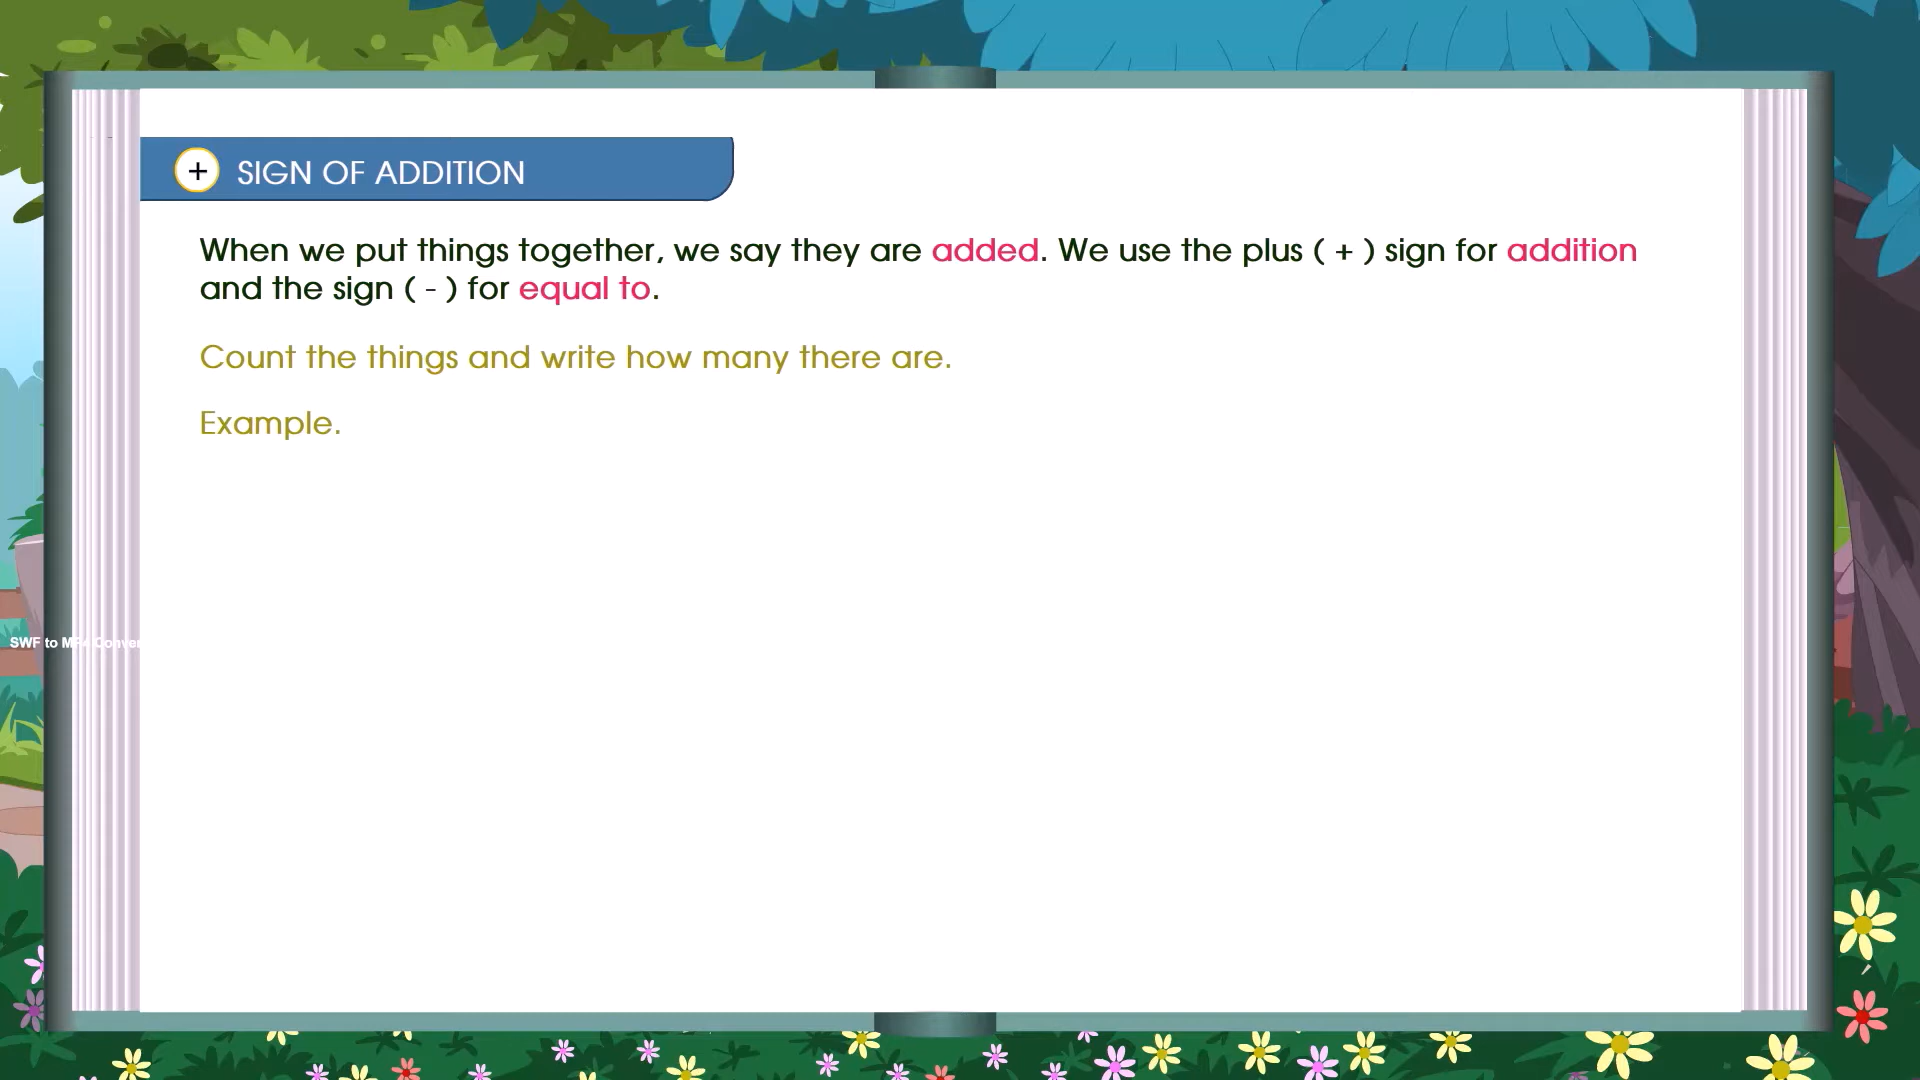 + SIGN OF ADDITION
When we put things together, we say they are added. We use the plus ( + ) sign for addition
and the sign ( - ) for equal to.
Count the things and write how many there are.
Example.
SWF to MP4 Conver